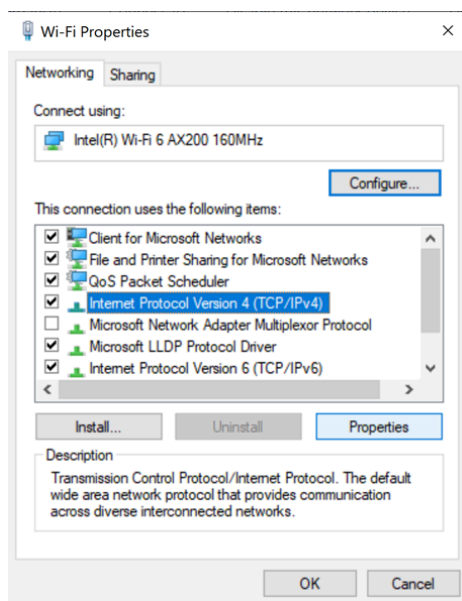 Wi-Fi Properties
Networking
Sharing
Connect using:
Intel(R) Wi-Fi 6 AX200 160MHz
Configure...
This connection uses the following items:
Client for Microsoft Networks
File and Printer Sharing for Microsoft Networks
QoS Packet Scheduler
Internet Protocol Version 4 (TCP/IPv4)
Microsoft Network Adapter Multiplexor Protocol
Microsoft LLDP Protocol Driver
Internet Protocol Version 6 (TCP/IPv6)
Install...
Uninstall
Properties
Description
Transmission Control Protocol/Internet Protocol. The default
wide area network protocol that provides communication
across diverse interconnected networks.
OK
Cancel